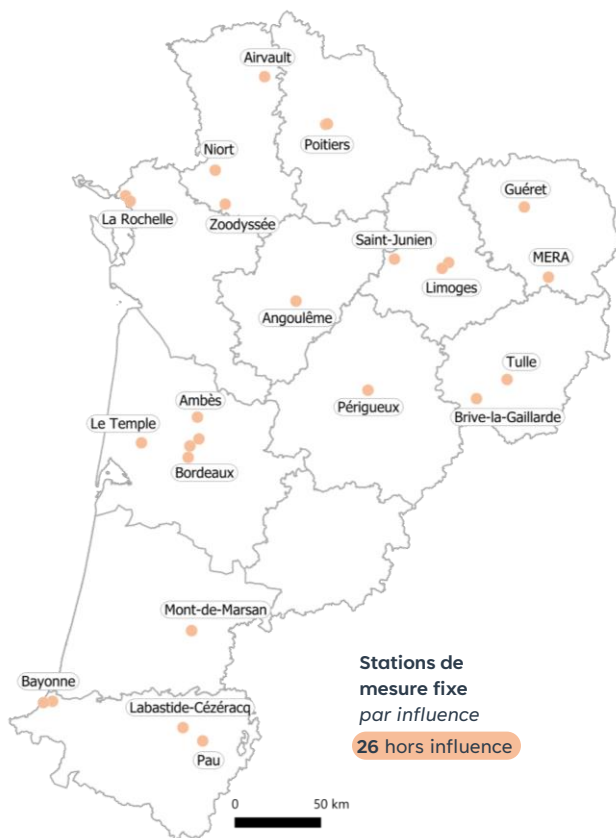 Airvault
Poitiers
Niort
Guéret
La Rochelle
Zoodyssée
Saint-Junien
MERA
Limoges
Angoulême
Tulle
Ambès
Périgueux
Le Temple
Brive-la-Gaillarde
Bordeaux
Mont-de-Marsan
Bayonne
Labastide-Cézéracq
Pau
Stations de
mesure fixe
par influence
26 hors influence
0 50 km